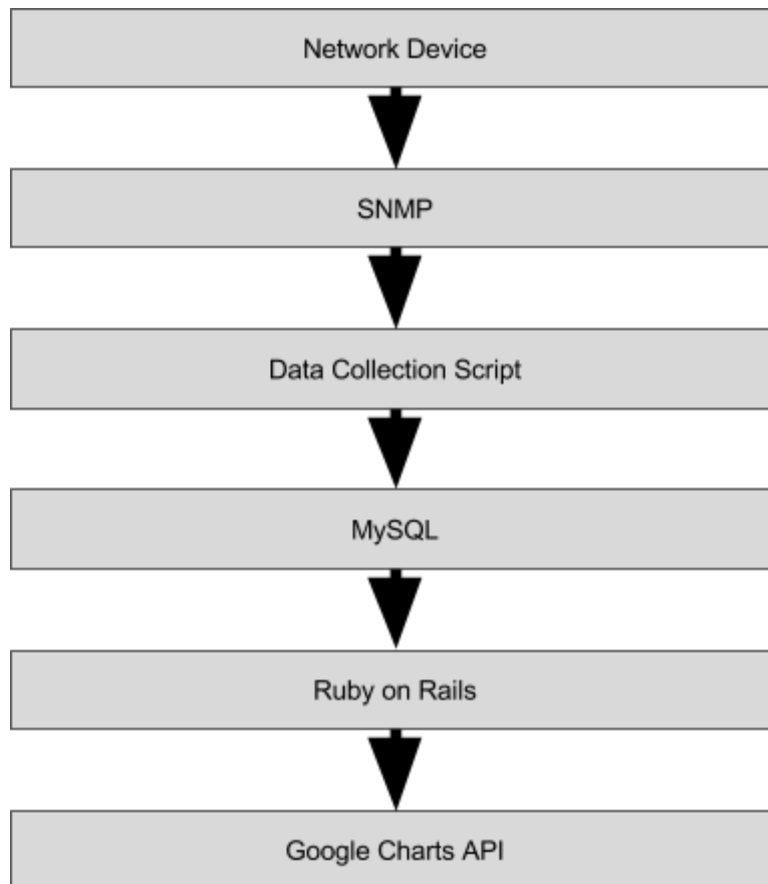 Network Device
SNMP
Data Collection Script
MySQL
Ruby on Rails
Google Charts API